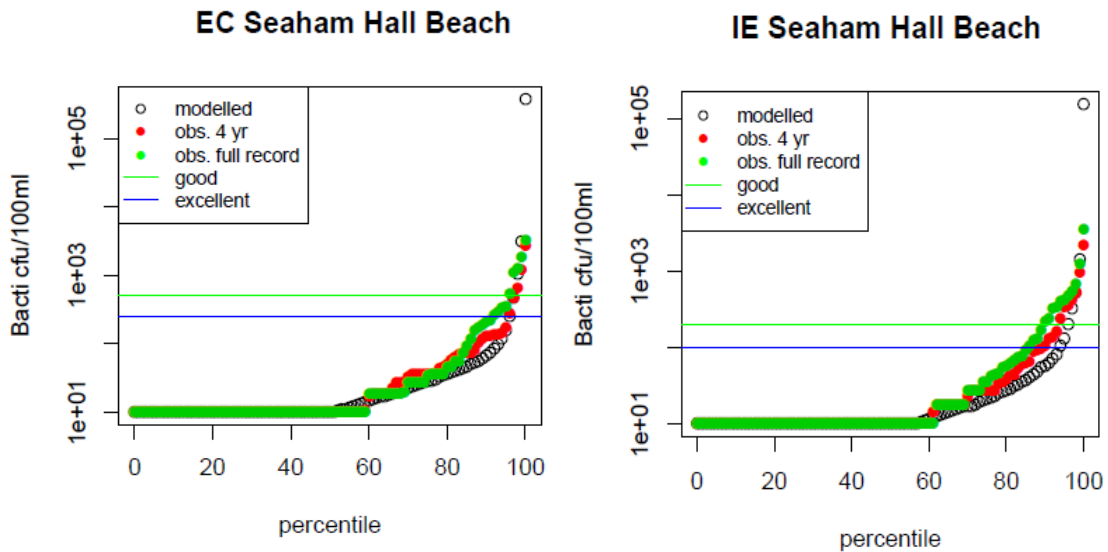 EC Seaham Hall Beach
modelled
obs. 4 yr
obs. full record
good
excellent
Bacti cfu/100ml
1e+05
1e+03
1e+01
0 20 40 60 80 100
percentile
IE Seaham Hall Beach
modelled
obs. 4 yr
obs. full record
good
excellent
Bacti cfu/100ml
1e+05
1e+03
1e+01
0 20 40 60 80 100
percentile